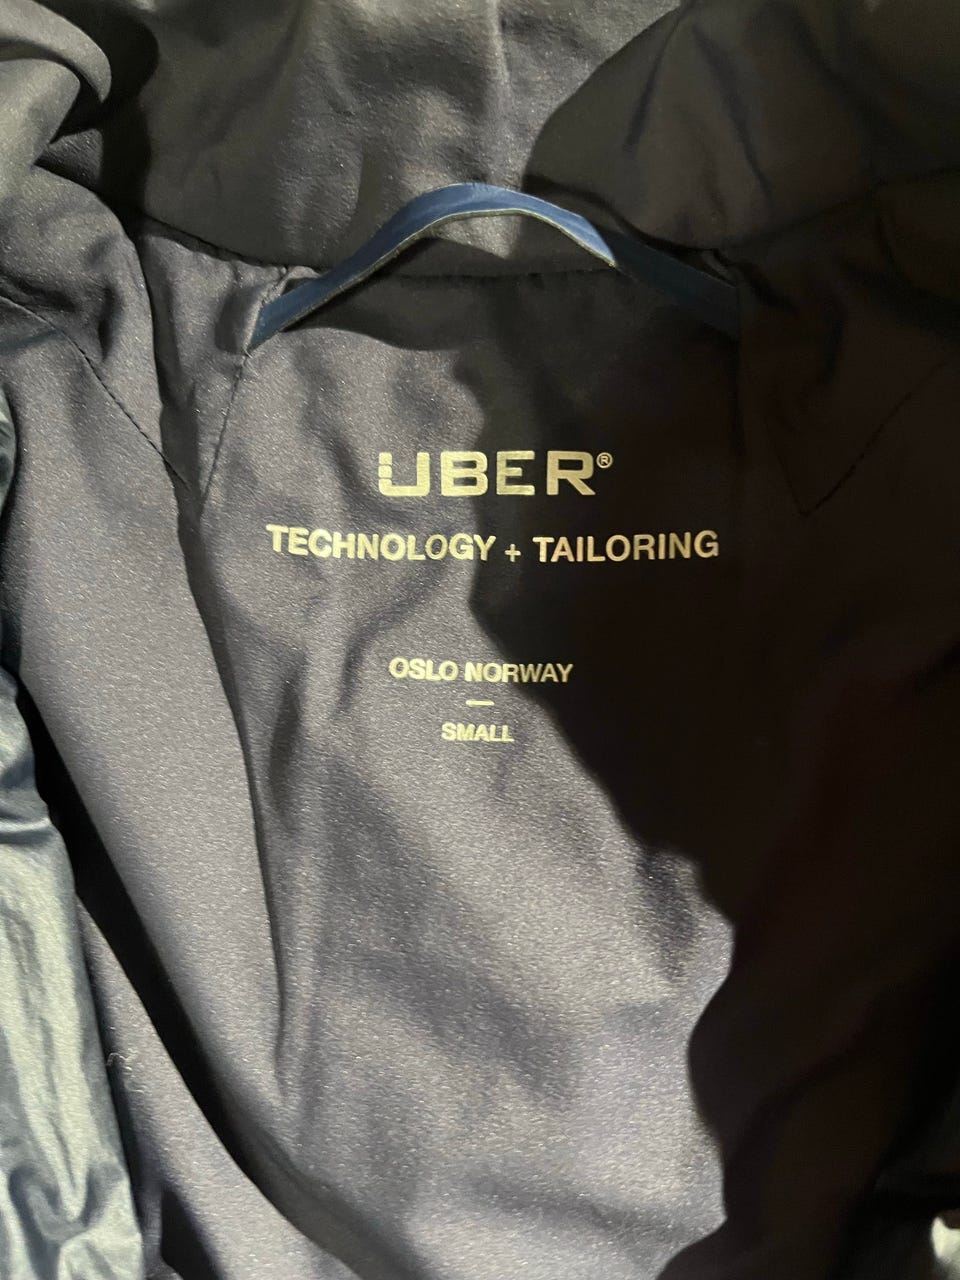 UBER®
TECHNOLOGY + TAILORING
OSLO NORWAY
—
SMALL